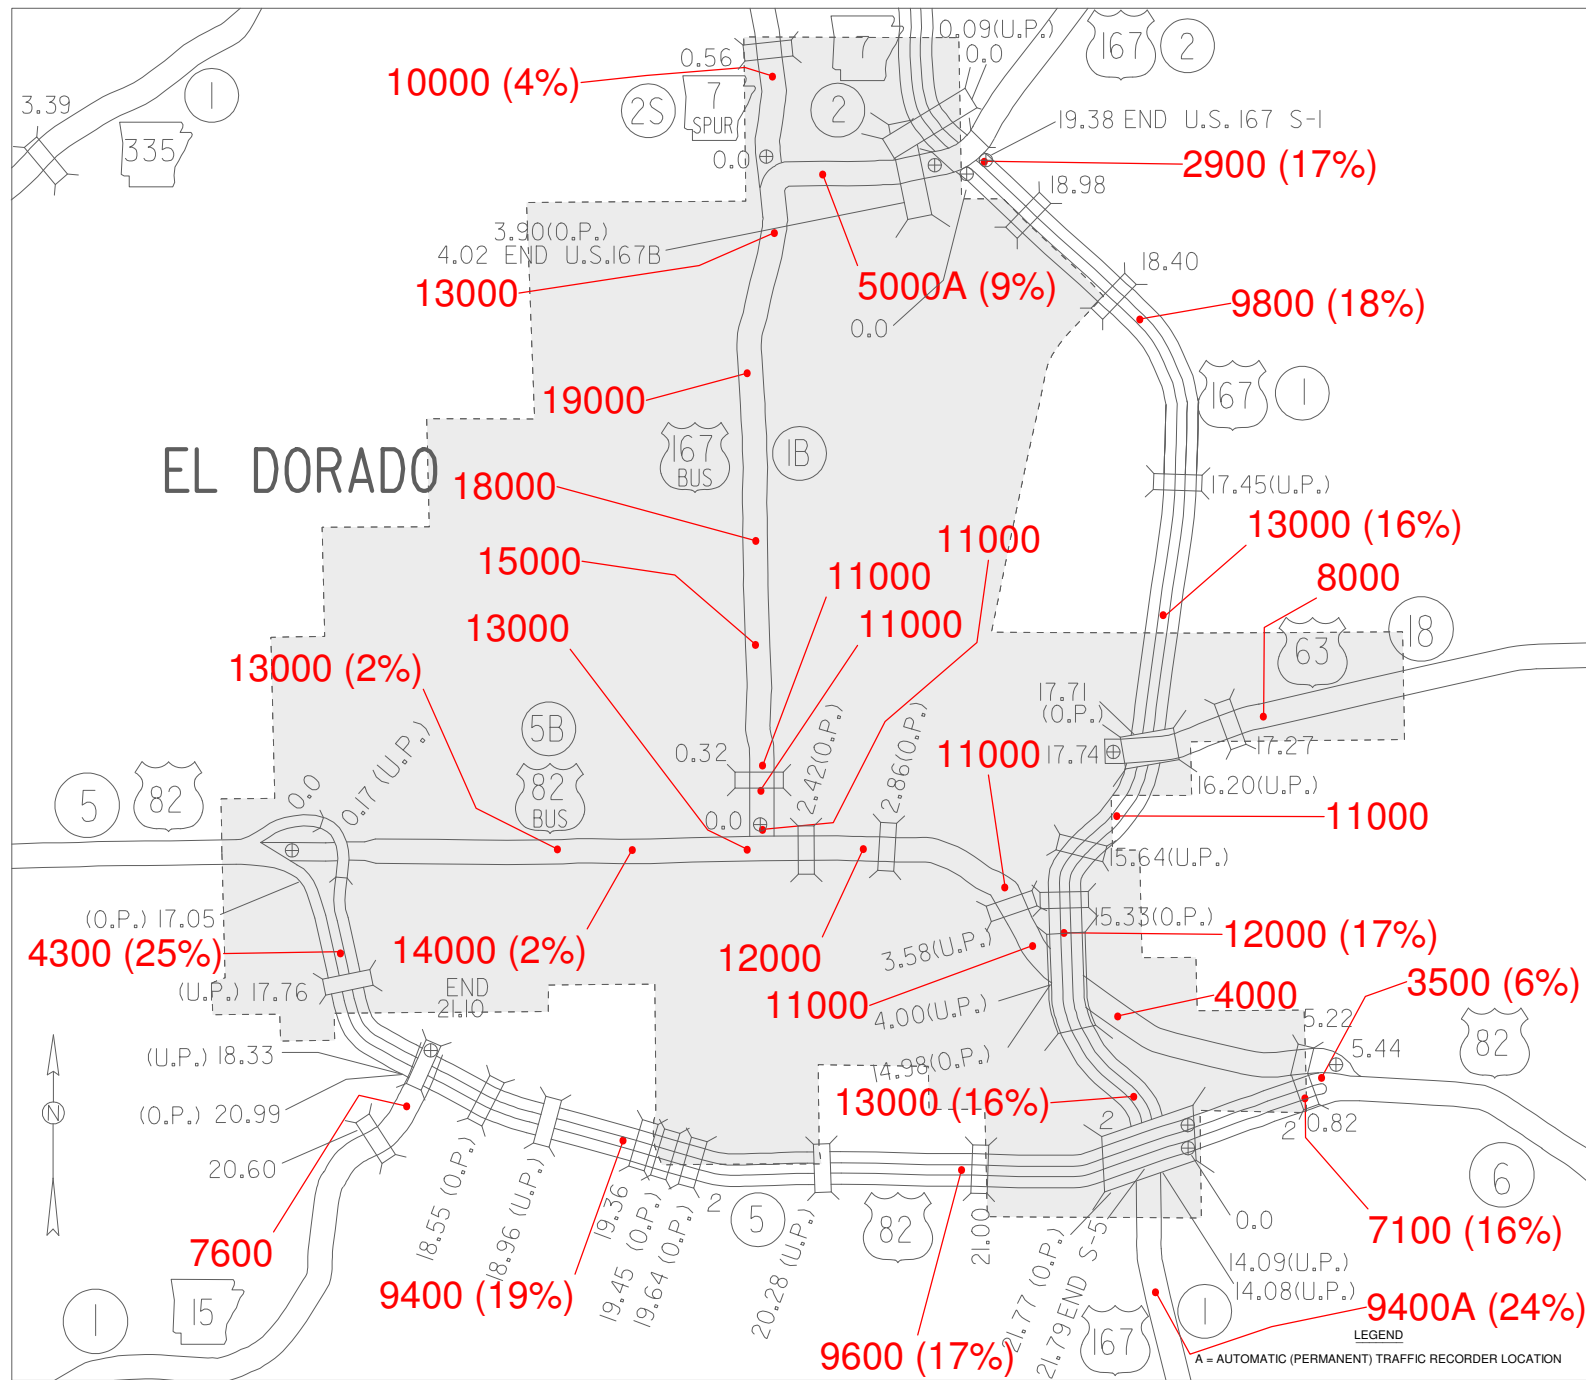 0.09(U.P.)
0.0
7
167
2
0.56
10000 (4%)
3.39
1
2S
7
SPUR
2
335
19.38 END U.S. 167 S-1
0.0
2900 (17%)
18.98
3.90(O.P.)
4.02 END U.S.167B
18.40
13000
5000A (9%)
9800 (18%)
0.0
19000
167
1
167
BUS
1B
EL DORADO
18000
17.45(U.P.)
13000 (16%)
11000
15000
11000
8000
13000
11000
18
63
13000 (2%)
17.71
(O.P.)
5B
0.17 (U.P.)
0.32
2.42(O.P.)
2.86(O.P.)
11000
17.74
17.27
16.20(U.P.)
5
82
0.0
82
BUS
0.0
11000
15.64(U.P.)
(O.P.) 17.05
15.33(O.P.)
4300 (25%)
14000 (2%)
12000
3.58(U.P.)
12000 (17%)
(U.P.) 17.76
END
21.10
11000
4.00(U.P.)
4000
3500 (6%)
5.22
82
5.44
(U.P.) 18.33
14.98(O.P.)
N
(O.P.) 20.99
13000 (16%)
2
2
0.82
20.60
6
18.55 (O.P.)
18.96 (U.P.)
19.36
19.45 (O.P.)
19.64 (O.P.)
2
5
20.28 (U.P.)
82
21.00
21.77 (O.P.)
21.79 END S-5
0.0
7600
7100 (16%)
14.09(U.P.)
14.08(U.P.)
9400 (19%)
1
15
167
1
9400A (24%)
9600 (17%)
LEGEND
A = AUTOMATIC (PERMANENT) TRAFFIC RECORDER LOCATION